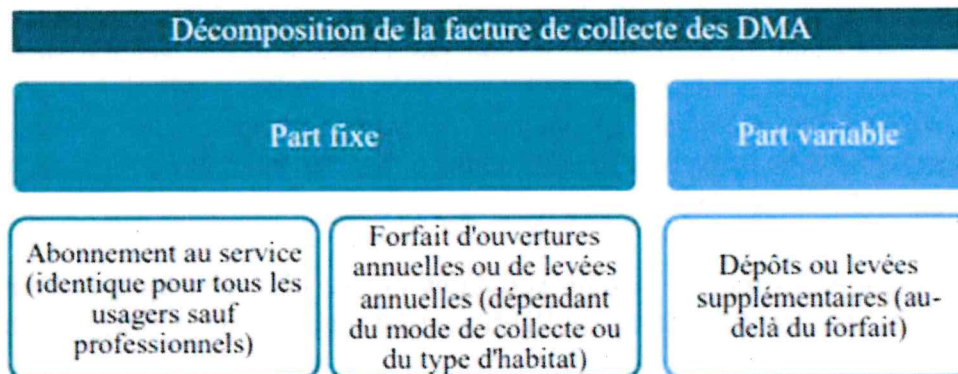 Décomposition de la facture de collecte des DMA
Part fixe
Part variable
Abonnement au service
(identique pour tous les
usagers sauf
professionnels)
Forfait d'ouvertures
annuelles ou de levées
annuelles (dépendant
du mode de collecte ou
du type d'habitat)
Dépôts ou levées
supplémentaires (au-
delà du forfait)